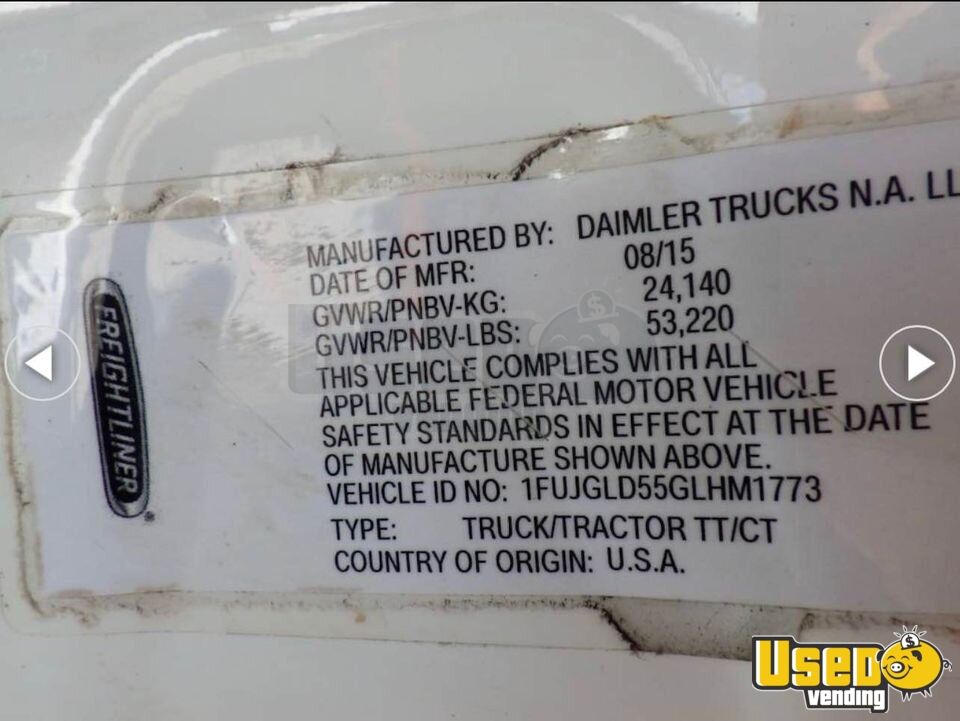 MANUFACTURED BY: DAIMLER TRUCKS N.A. LL
DATE OF MFR: 08/15
GVWR/PNBV-KG: 24,140
GVWR/PNBV-LBS: 53,220
THIS VEHICLE COMPLIES WITH ALL
APPLICABLE FEDERAL MOTOR VEHICLE
SAFETY STANDARDS IN EFFECT AT THE DATE
OF MANUFACTURE SHOWN ABOVE.
VEHICLE ID NO: 1FUJGLD55GLHM1773
TYPE: TRUCK/TRACTOR TT/CT
COUNTRY OF ORIGIN: U.S.A.
FREIGHTLINER
USED
vending